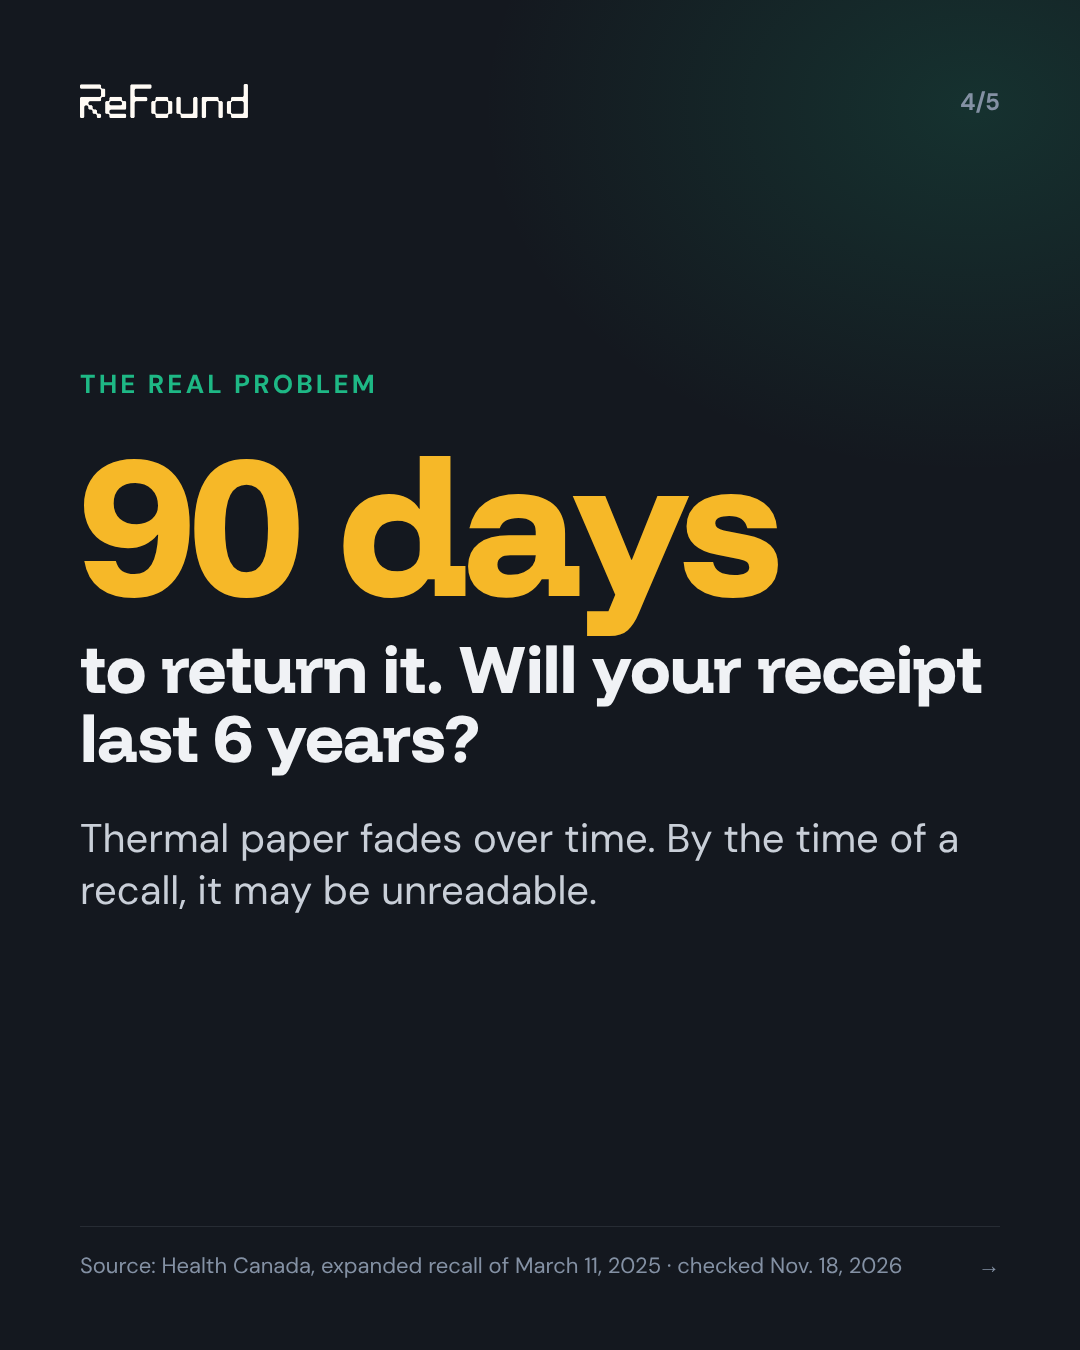 ReFound
4/5
THE REAL PROBLEM
90 days
to return it. Will your receipt
last 6 years?
Thermal paper fades over time. By the time of a
recall, it may be unreadable.
Source: Health Canada, expanded recall of March 11, 2025 · checked Nov. 18, 2026 →